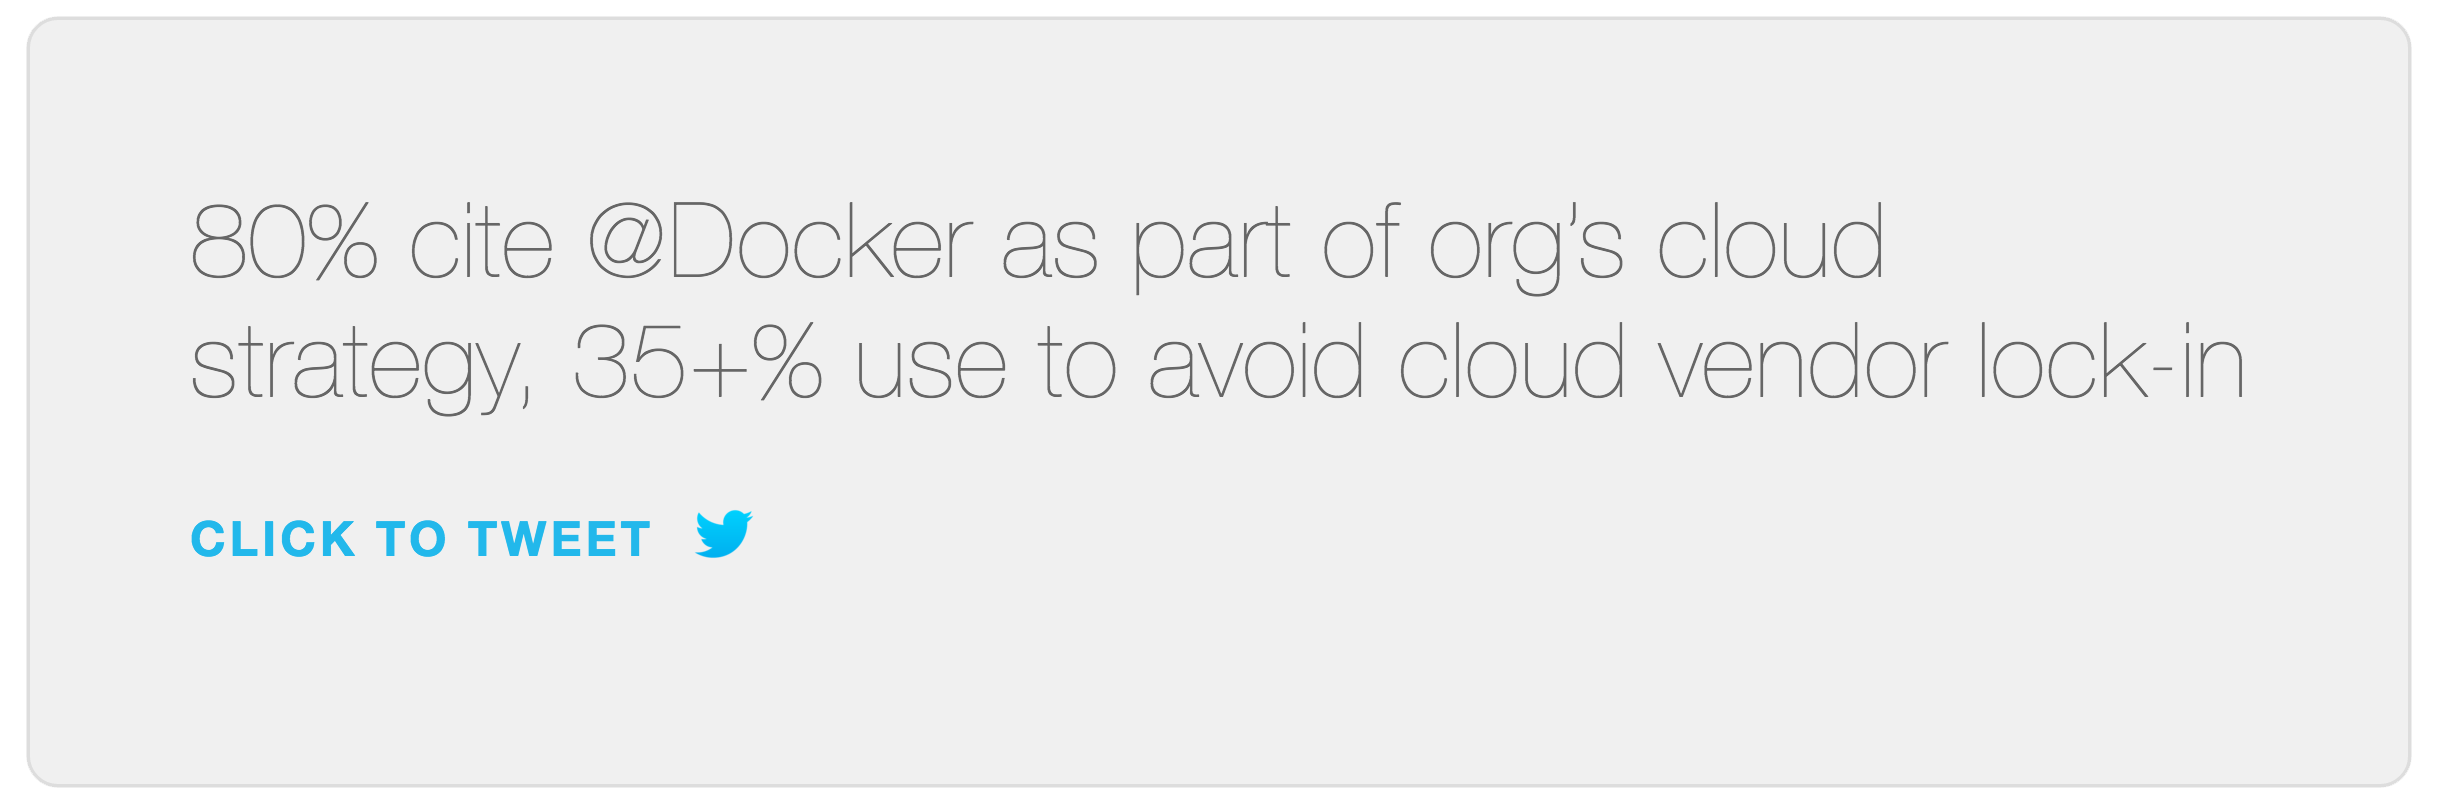 80% cite @Docker as part of org’s cloud
strategy, 35+% use to avoid cloud vendor lock-in
CLICK TO TWEET